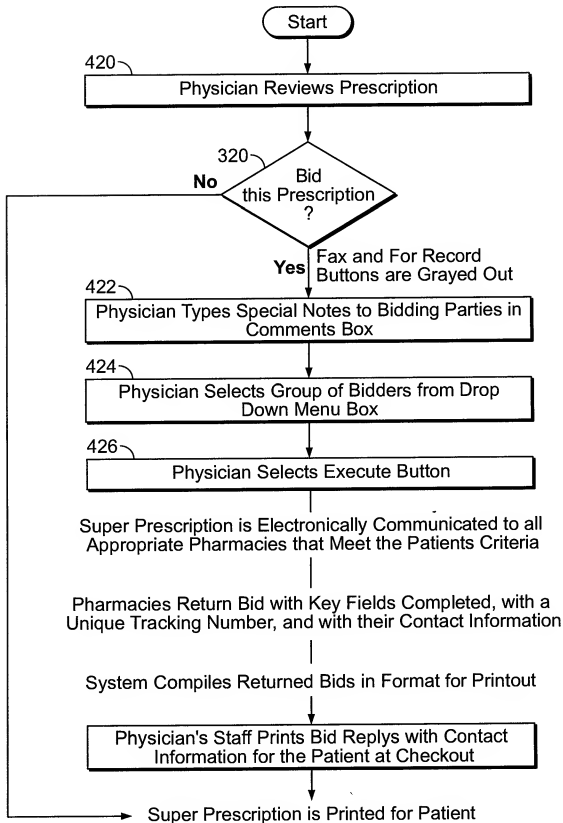 Start
420
Physician Reviews Prescription
320
Bid
this Prescription
?
No
Yes
Fax and For Record
Buttons are Grayed Out
422
Physician Types Special Notes to Bidding Parties in
Comments Box
424
Physician Selects Group of Bidders from Drop
Down Menu Box
426
Physician Selects Execute Button
Super Prescription is Electronically Communicated to all
Appropriate Pharmacies that Meet the Patients Criteria
Pharmacies Return Bid with Key Fields Completed, with a
Unique Tracking Number, and with their Contact Information
System Compiles Returned Bids in Format for Printout
Physician's Staff Prints Bid Replys with Contact
Information for the Patient at Checkout
Super Prescription is Printed for Patient